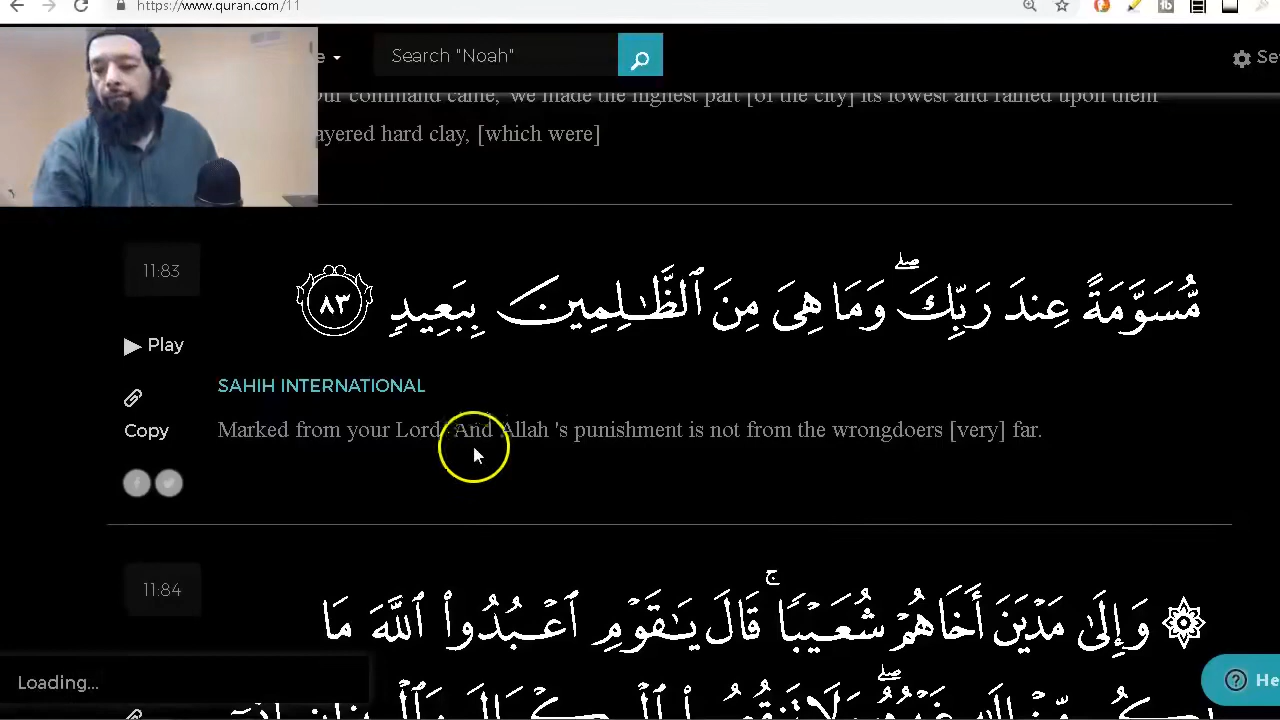 https://www.quran.com/11
Search "Noah"
our command came, we made the highest part [of the city] its lowest and rained upon them
ayered hard clay, [which were]
11:83
مُّسَوَّمَةً عِندَ رَبِّكَ ۖ وَمَا هِىَ مِنَ ٱلظَّـٰلِمِينَ بِبَعِيدٍ ٨٣
Play
SAHIH INTERNATIONAL
Copy
Marked from your Lord. And Allah 's punishment is not from the wrongdoers [very] far.
11:84
۞ وَإِلَىٰ مَدْيَنَ أَخَاهُمْ شُعَيْبًا ۚ قَالَ يَـٰقَوْمِ ٱعْبُدُوا۟ ٱللَّهَ مَا
Loading...
He